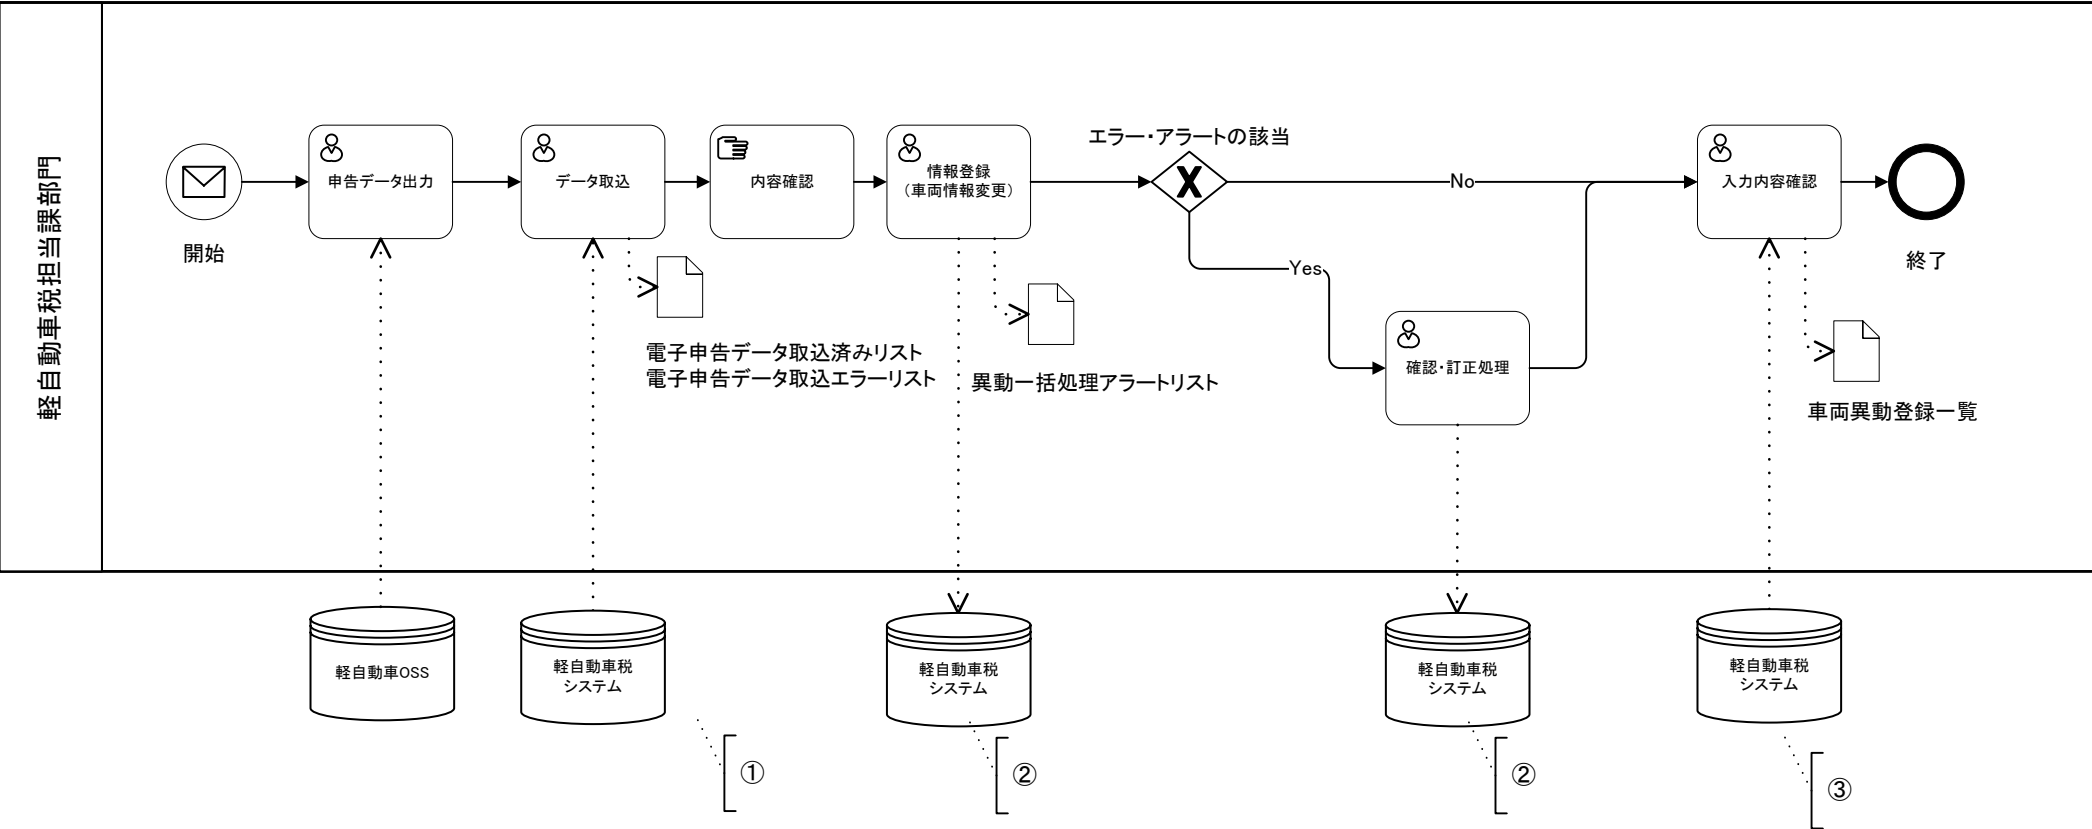 軽自動車税担当課部門
開始
申告データ出力
データ取込
内容確認
情報登録
（車両情報変更）
エラー・アラートの該当
No
Yes
確認・訂正処理
入力内容確認
終了
電子申告データ取込済みリスト
電子申告データ取込エラーリスト
異動一括処理アラートリスト
車両異動登録一覧
軽自動車OSS
軽自動車税
システム
軽自動車税
システム
軽自動車税
システム
軽自動車税
システム
①
②
②
③